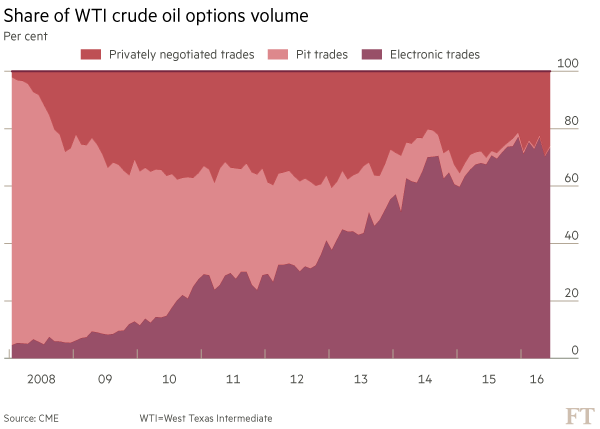 Share of WTI crude oil options volume
Per cent
Privately negotiated trades Pit trades Electronic trades
100
80
60
40
20
0
2008 09 10 11 12 13 14 15 16
Source: CME WTI=West Texas Intermediate
FT